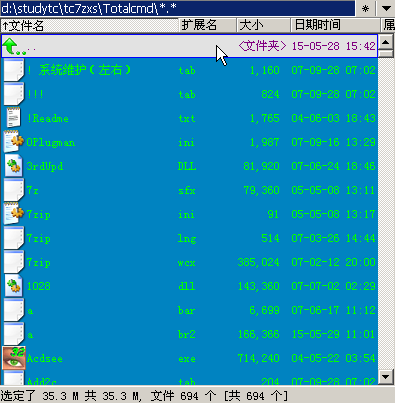 d:\studytc\tc7zxs\Totalcmd\*.* * ▼
↑文件名 扩展名 大小 日期时间 属
.. <文件夹> 15-05-28 15:42
! 系统维护(左右) tab 1,160 07-09-28 07:02
!!! tab 824 07-09-28 07:02
!Readme txt 1,765 04-06-03 18:43
0Plugman ini 1,987 07-09-16 13:29
3rdUpd DLL 81,920 07-06-24 18:46
7z sfx 79,360 05-05-08 13:11
7zip ini 91 05-05-08 13:17
7zip lng 514 07-03-26 14:44
7zip wcx 385,024 07-02-12 20:00
1028 dll 143,360 07-07-02 02:29
a bar 6,699 07-06-17 11:12
a br2 166,366 15-05-29 11:01
Acdsee exe 714,240 04-05-22 03:54
Add2c tab 204 07-09-28 07:02
选定了 35.3 M 共 35.3 M, 文件 694 个 [共 694 个]